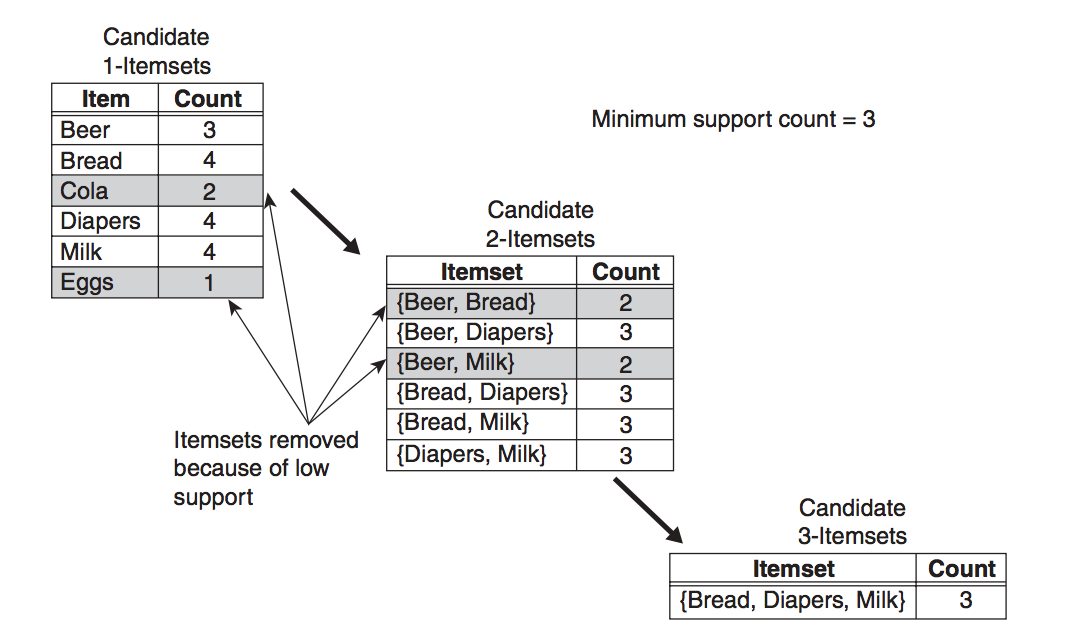 Candidate
1-Itemsets
Item Count
Beer 3
Bread 4
Cola 2
Diapers 4
Milk 4
Eggs 1
Minimum support count = 3
Candidate
2-Itemsets
Itemset Count
{Beer, Bread} 2
{Beer, Diapers} 3
{Beer, Milk} 2
{Bread, Diapers} 3
{Bread, Milk} 3
{Diapers, Milk} 3
Itemsets removed
because of low
support
Candidate
3-Itemsets
Itemset Count
{Bread, Diapers, Milk} 3